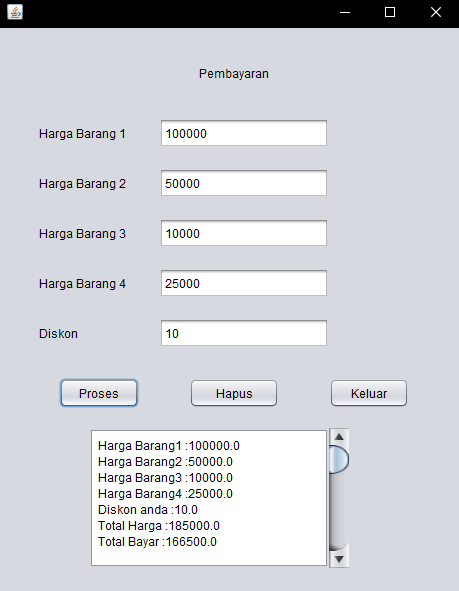 Pembayaran
Harga Barang 1 100000
Harga Barang 2 50000
Harga Barang 3 10000
Harga Barang 4 25000
Diskon 10
Proses Hapus Keluar
Harga Barang1 :100000.0
Harga Barang2 :50000.0
Harga Barang3 :10000.0
Harga Barang4 :25000.0
Diskon anda :10.0
Total Harga :185000.0
Total Bayar :166500.0